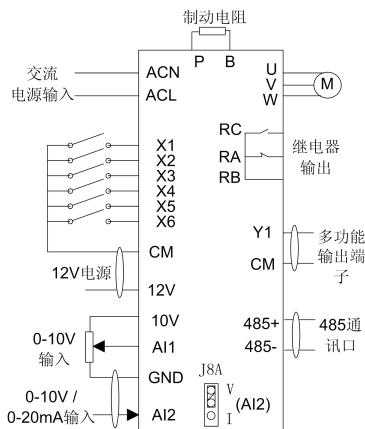 制动电阻
P B
交流
电源输入
ACN
ACL
U
V
W
M
X1
X2
X3
X4
X5
X6
RC
RA
RB
继电器
输出
CM
12V电源
12V
Y1
CM
多功能
输出端
子
10V
0-10V
输入
AI1
GND
485+
485-
485通
讯口
0-10V /
0-20mA输入
AI2
J8A
V
(AI2)
I